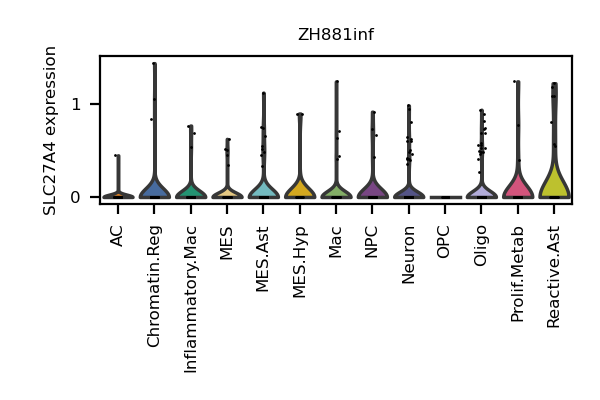 ZH881inf
SLC27A4 expression
1
0
AC
Chromatin.Reg
Inflammatory.Mac
MES
MES.Ast
MES.Hyp
Mac
NPC
Neuron
OPC
Oligo
Prolif.Metab
Reactive.Ast